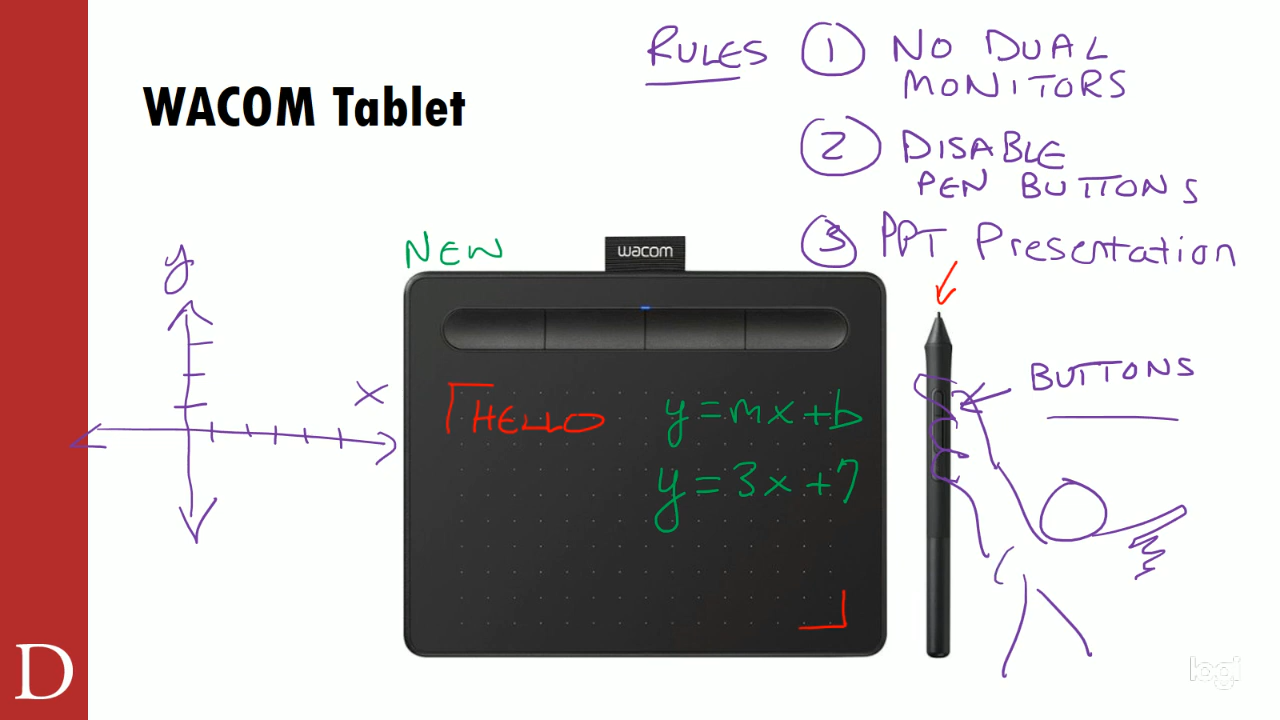 WACOM Tablet
RULES
1 NO DUAL
MONITORS
2 DISABLE
PEN BUTTONS
3 PPT Presentation
NEW
wacom
y
x
HELLO
y=mx+b
y=3x+7
BUTTONS
D
logi